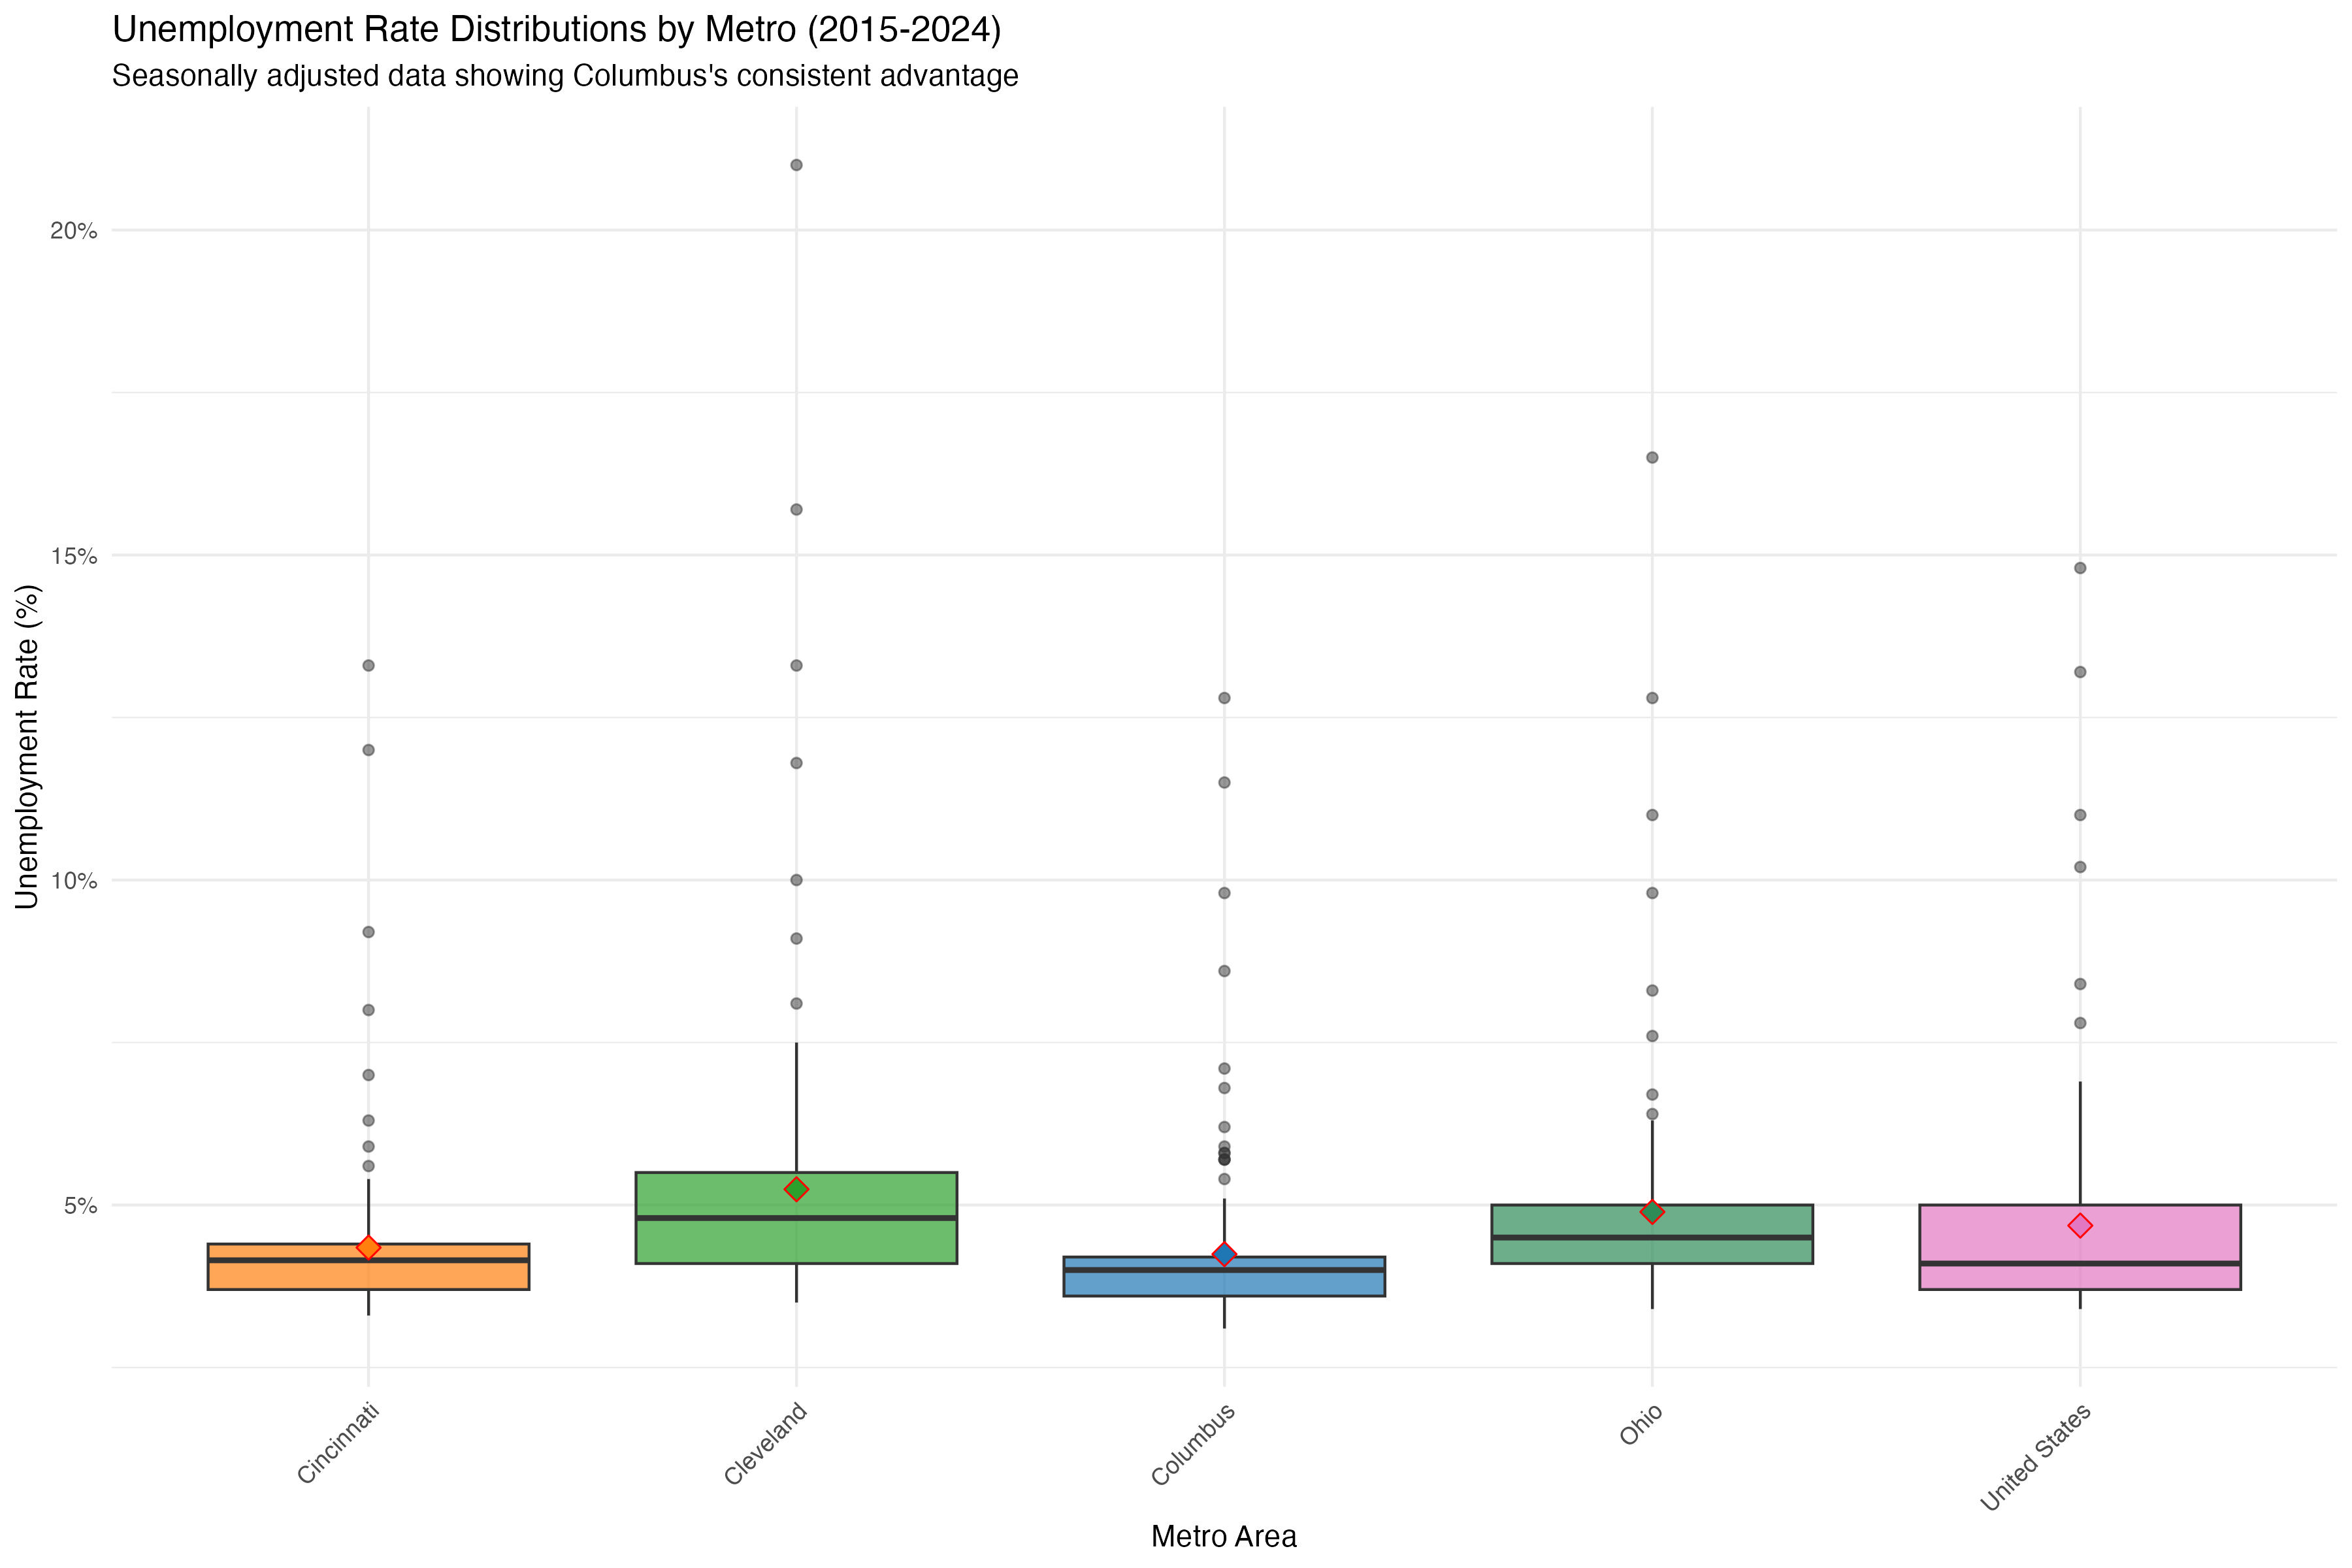 Unemployment Rate Distributions by Metro (2015-2024)
Seasonally adjusted data showing Columbus's consistent advantage
Unemployment Rate (%)
20%
15%
10%
5%
Cincinnati
Cleveland
Columbus
Ohio
United States
Metro Area